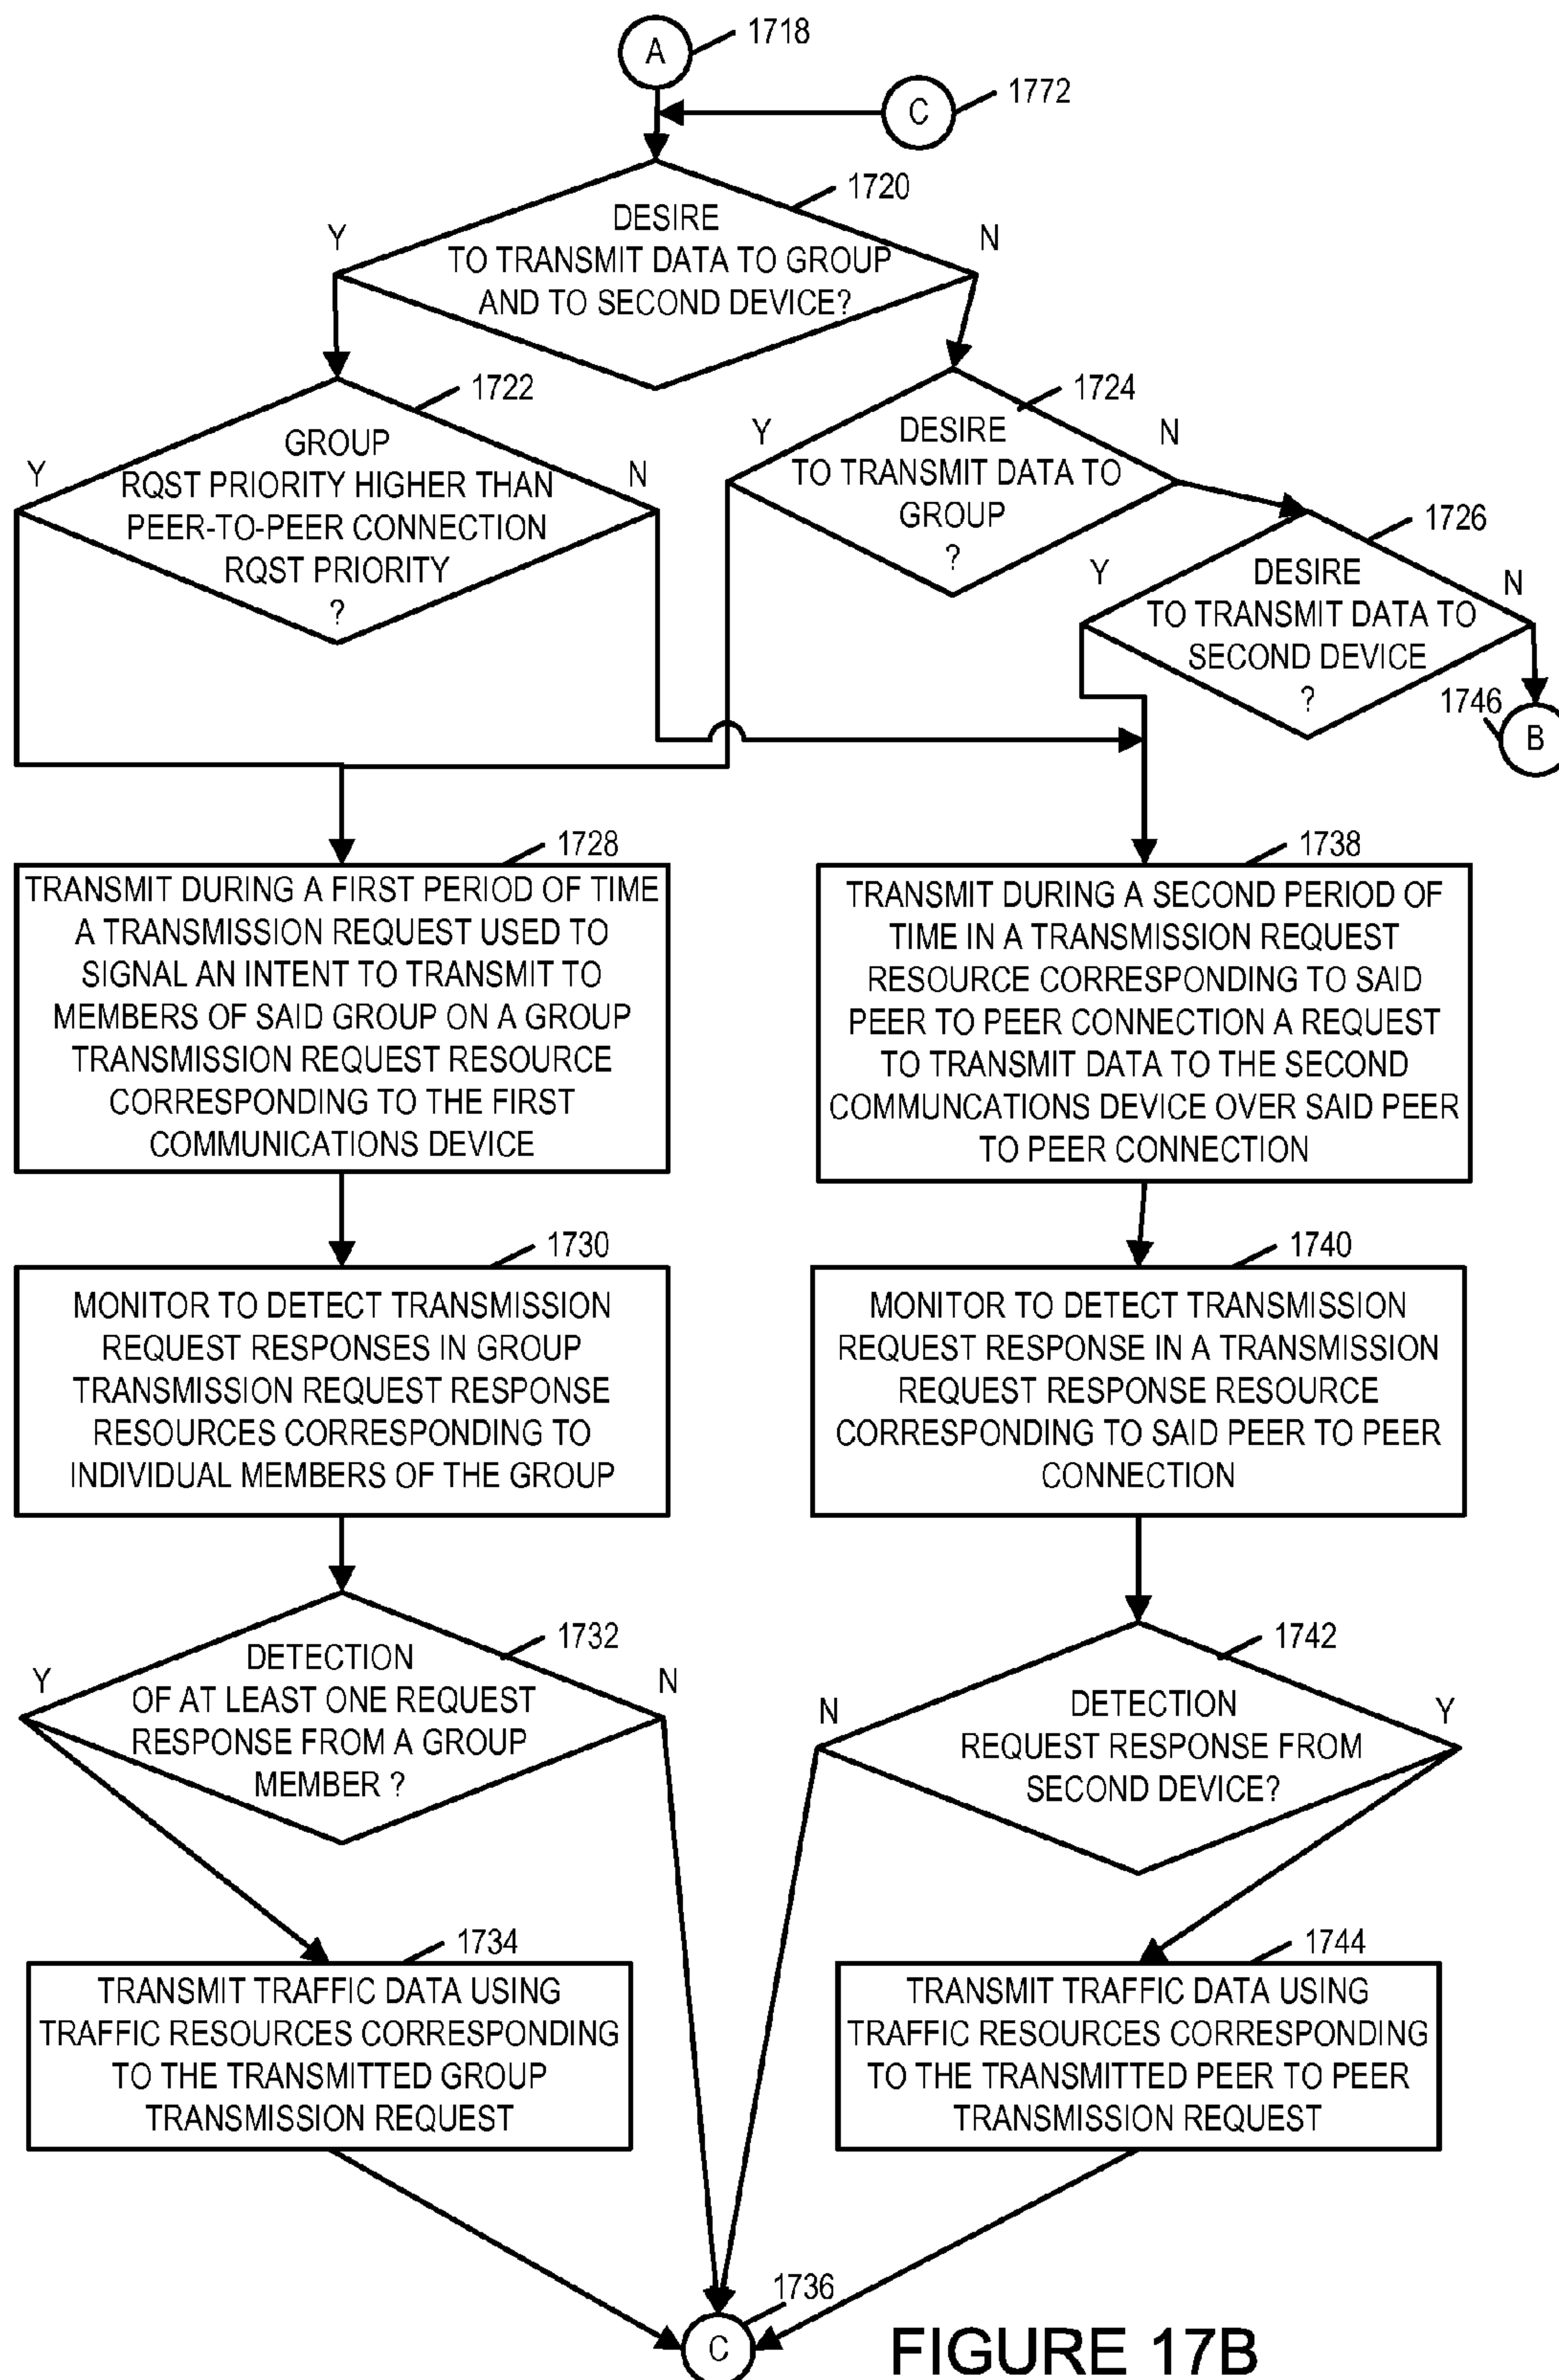 A
1718
C
1772
1720
DESIRE
TO TRANSMIT DATA TO GROUP
AND TO SECOND DEVICE?
Y
N
1722
GROUP
RQST PRIORITY HIGHER THAN
PEER-TO-PEER CONNECTION
RQST PRIORITY
?
Y
N
1724
DESIRE
TO TRANSMIT DATA TO
GROUP
?
Y
N
1726
DESIRE
TO TRANSMIT DATA TO
SECOND DEVICE
?
Y
N
1746
B
1728
TRANSMIT DURING A FIRST PERIOD OF TIME
A TRANSMISSION REQUEST USED TO
SIGNAL AN INTENT TO TRANSMIT TO
MEMBERS OF SAID GROUP ON A GROUP
TRANSMISSION REQUEST RESOURCE
CORRESPONDING TO THE FIRST
COMMUNICATIONS DEVICE
1738
TRANSMIT DURING A SECOND PERIOD OF
TIME IN A TRANSMISSION REQUEST
RESOURCE CORRESPONDING TO SAID
PEER TO PEER CONNECTION A REQUEST
TO TRANSMIT DATA TO THE SECOND
COMMUNCATIONS DEVICE OVER SAID PEER
TO PEER CONNECTION
1730
MONITOR TO DETECT TRANSMISSION
REQUEST RESPONSES IN GROUP
TRANSMISSION REQUEST RESPONSE
RESOURCES CORRESPONDING TO
INDIVIDUAL MEMBERS OF THE GROUP
1740
MONITOR TO DETECT TRANSMISSION
REQUEST RESPONSE IN A TRANSMISSION
REQUEST RESPONSE RESOURCE
CORRESPONDING TO SAID PEER TO PEER
CONNECTION
1732
DETECTION
OF AT LEAST ONE REQUEST
RESPONSE FROM A GROUP
MEMBER ?
Y
N
1742
DETECTION
REQUEST RESPONSE FROM
SECOND DEVICE?
N
Y
1734
TRANSMIT TRAFFIC DATA USING
TRAFFIC RESOURCES CORRESPONDING
TO THE TRANSMITTED GROUP
TRANSMISSION REQUEST
1744
TRANSMIT TRAFFIC DATA USING
TRAFFIC RESOURCES CORRESPONDING
TO THE TRANSMITTED PEER TO PEER
TRANSMISSION REQUEST
1736
C
FIGURE 17B